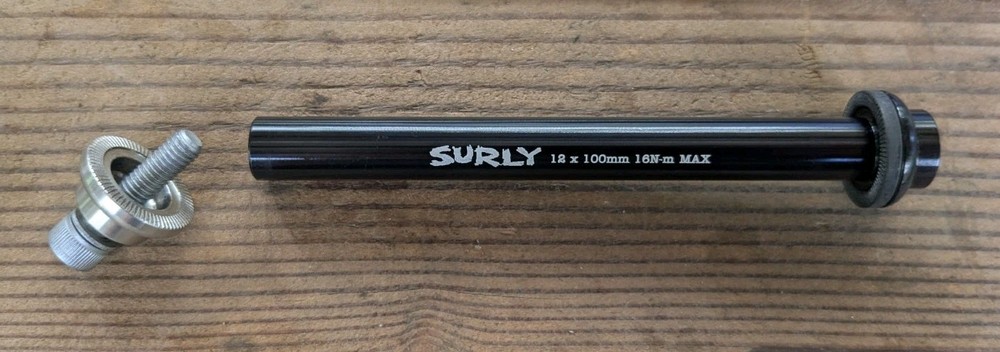 SURLY 12 x 100mm 16N-m MAX